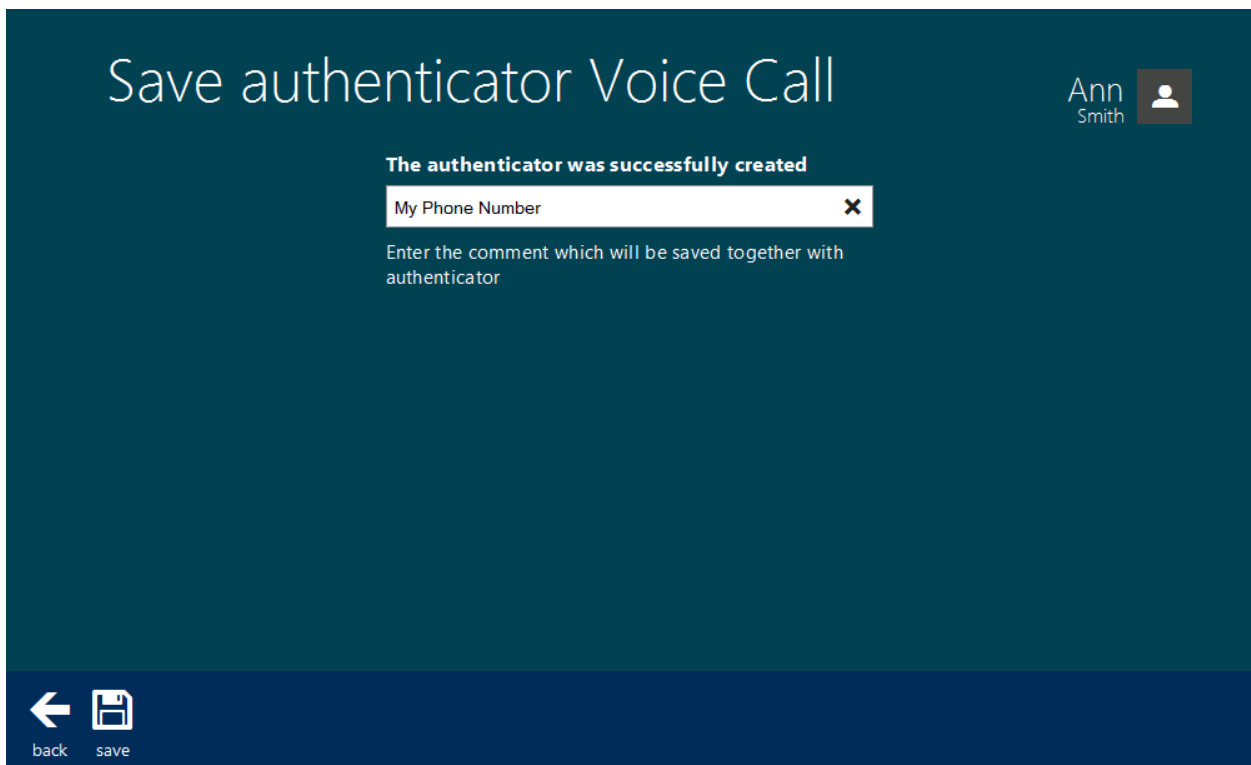 Save authenticator Voice Call
Ann
Smith
The authenticator was successfully created
My Phone Number
Enter the comment which will be saved together with
authenticator
back save